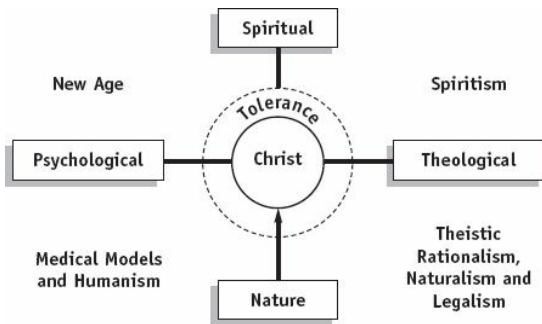 Spiritual
New Age
Spiritism
Tolerance
Psychological
Christ
Theological
Medical Models
and Humanism
Theistic
Rationalism,
Naturalism and
Legalism
Nature